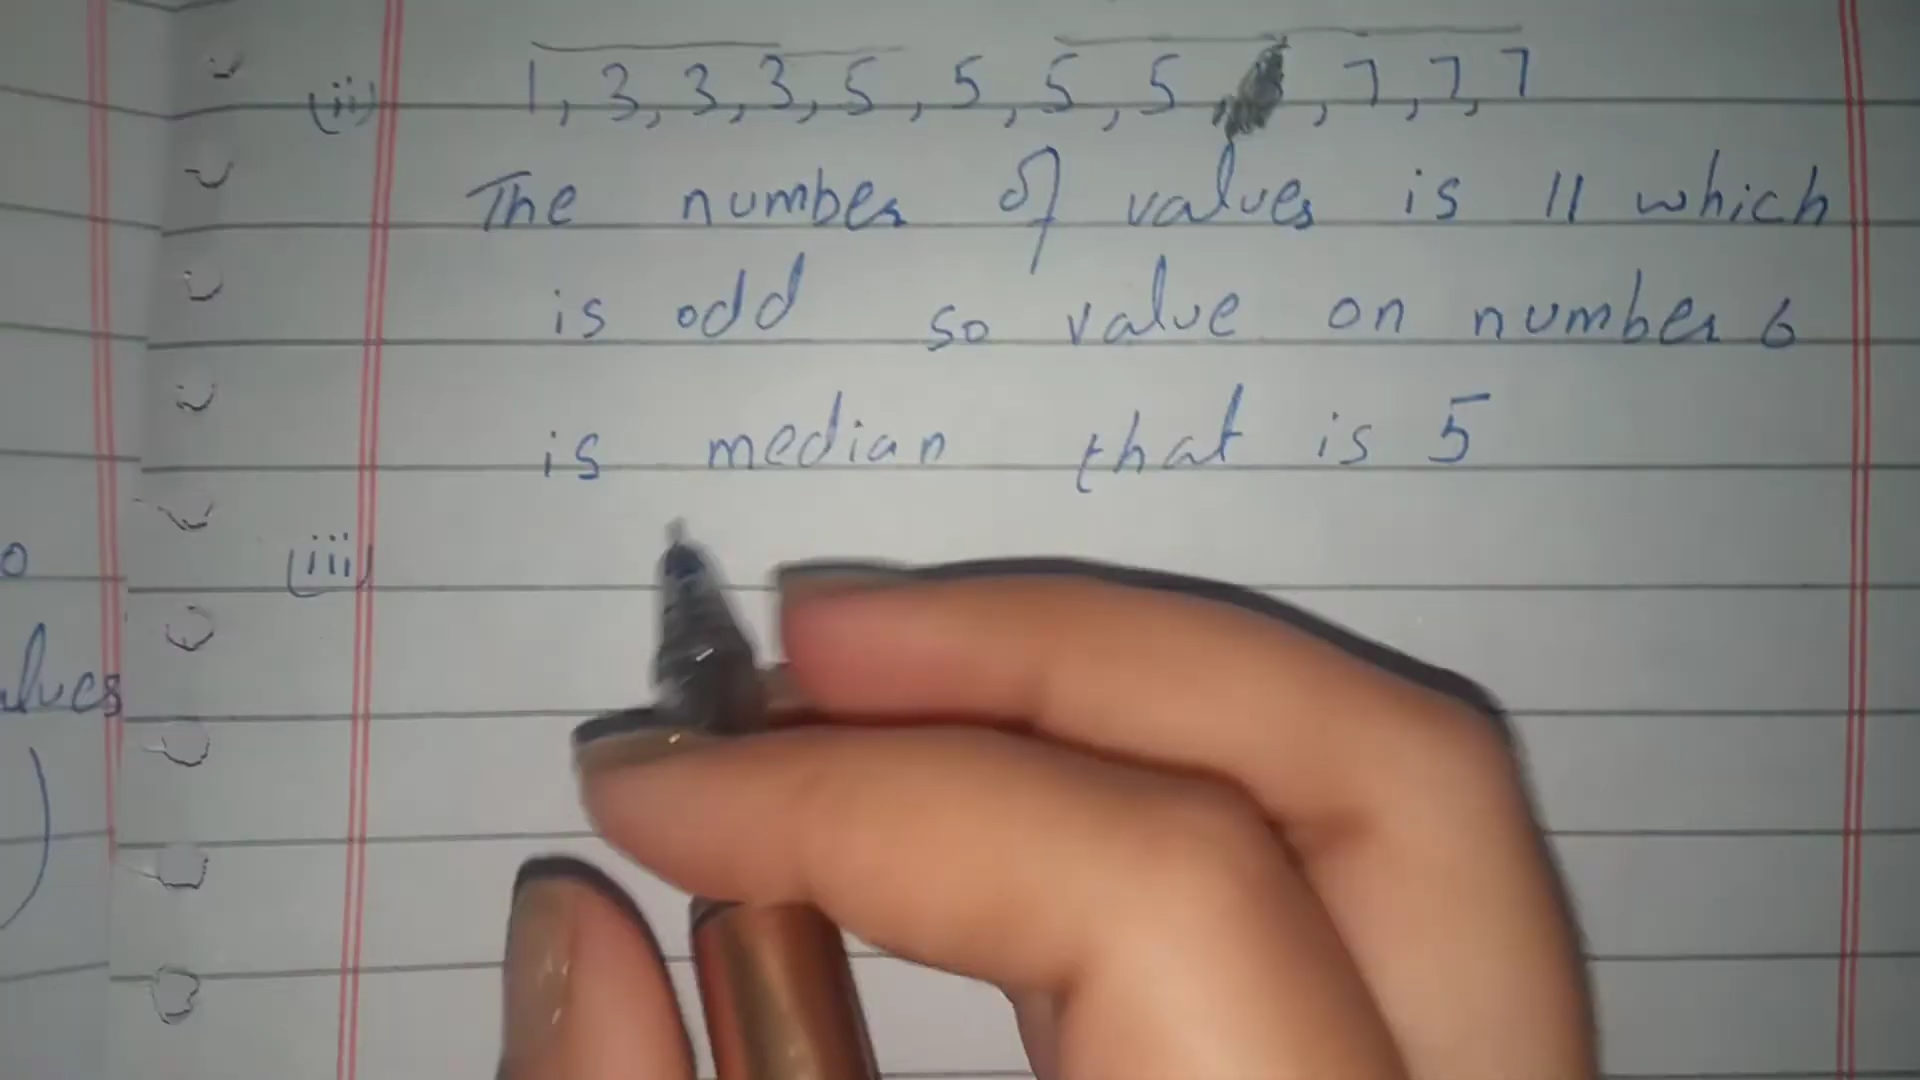 (ii) 1, 3, 3, 3, 5, 5, 5, 5, , 7, 7, 7
The number of values is 11 which
is odd so value on number 6
is median that is 5
(iii)